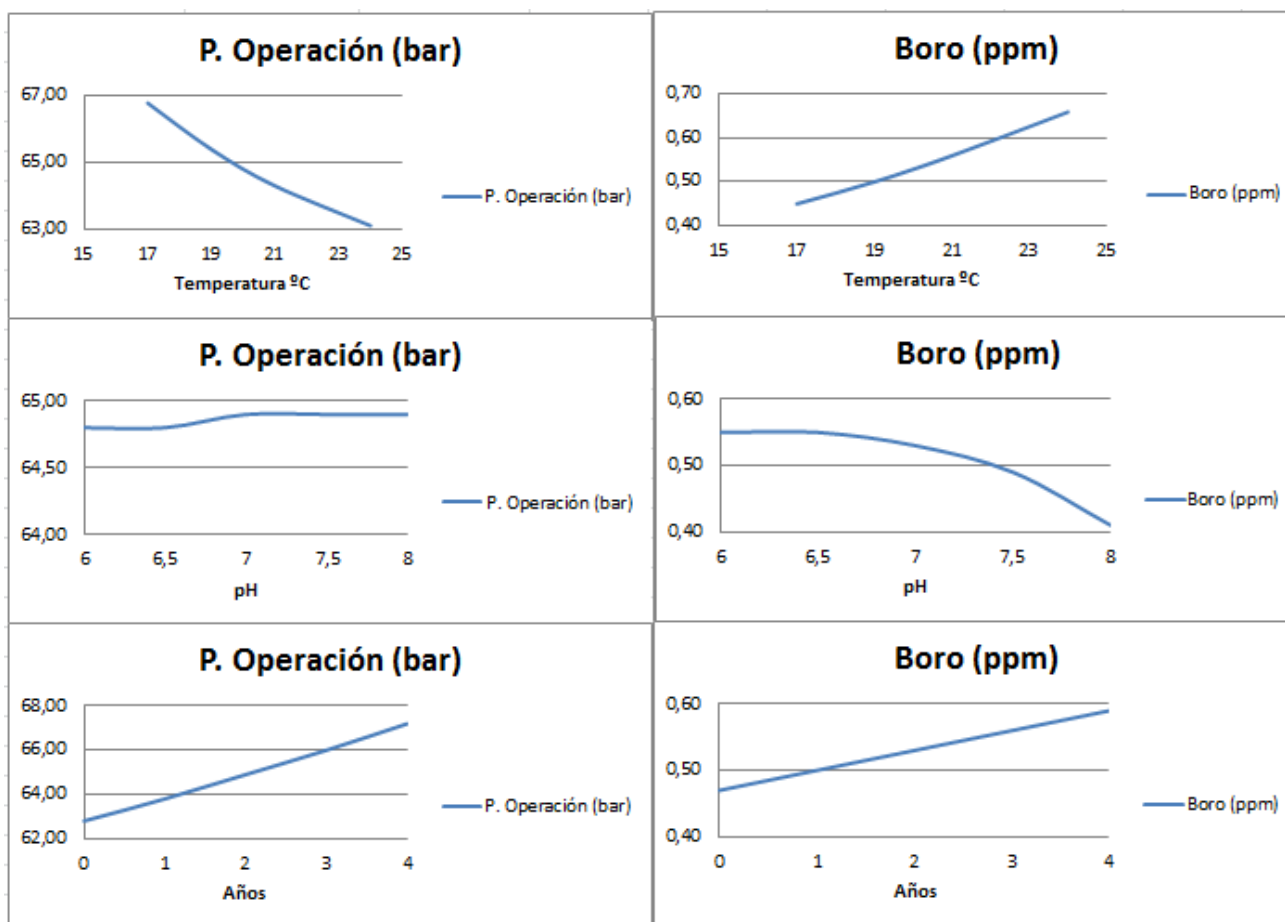 P. Operación (bar)
67,00
65,00
63,00
15 17 19 21 23 25
Temperatura ºC
P. Operación (bar)
Boro (ppm)
0,70
0,60
0,50
0,40
15 17 19 21 23 25
Temperatura ºC
Boro (ppm)
P. Operación (bar)
65,00
64,50
64,00
6 6,5 7 7,5 8
pH
P. Operación (bar)
Boro (ppm)
0,60
0,50
0,40
6 6,5 7 7,5 8
pH
Boro (ppm)
P. Operación (bar)
68,00
66,00
64,00
62,00
0 1 2 3 4
Años
P. Operación (bar)
Boro (ppm)
0,60
0,50
0,40
0 1 2 3 4
Años
Boro (ppm)